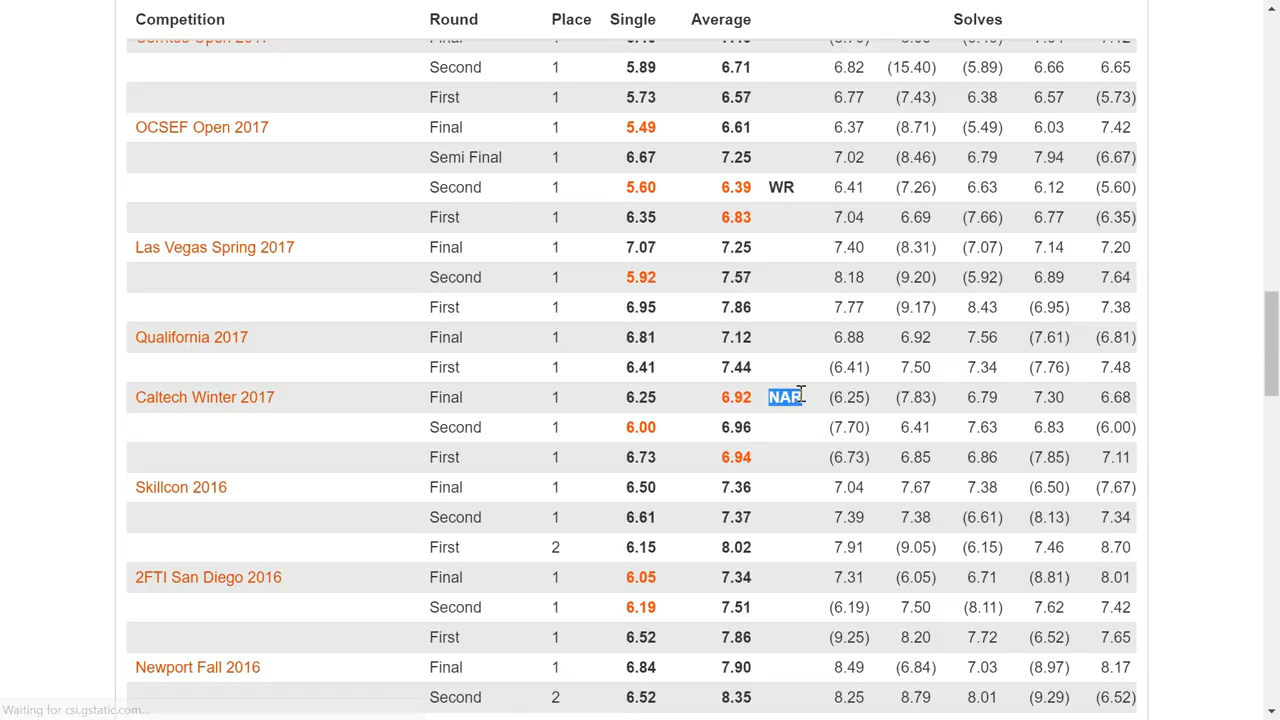 Competition Round Place Single Average Solves
Second 1 5.89 6.71 6.82 (15.40) (5.89) 6.66 6.65
First 1 5.73 6.57 6.77 (7.43) 6.38 6.57 (5.73)
OCSEF Open 2017 Final 1 5.49 6.61 6.37 (8.71) (5.49) 6.03 7.42
Semi Final 1 6.67 7.25 7.02 (8.46) 6.79 7.94 (6.67)
Second 1 5.60 6.39 WR 6.41 (7.26) 6.63 6.12 (5.60)
First 1 6.35 6.83 7.04 6.69 (7.66) 6.77 (6.35)
Las Vegas Spring 2017 Final 1 7.07 7.25 7.40 (8.31) (7.07) 7.14 7.20
Second 1 5.92 7.57 8.18 (9.20) (5.92) 6.89 7.64
First 1 6.95 7.86 7.77 (9.17) 8.43 (6.95) 7.38
Qualifornia 2017 Final 1 6.81 7.12 6.88 6.92 7.56 (7.61) (6.81)
First 1 6.41 7.44 (6.41) 7.50 7.34 (7.76) 7.48
Caltech Winter 2017 Final 1 6.25 6.92 NAR (6.25) (7.83) 6.79 7.30 6.68
Second 1 6.00 6.96 (7.70) 6.41 7.63 6.83 (6.00)
First 1 6.73 6.94 (6.73) 6.85 6.86 (7.85) 7.11
Skillcon 2016 Final 1 6.50 7.36 7.04 7.67 7.38 (6.50) (7.67)
Second 1 6.61 7.37 7.39 7.38 (6.61) (8.13) 7.34
First 2 6.15 8.02 7.91 (9.05) (6.15) 7.46 8.70
2FTI San Diego 2016 Final 1 6.05 7.34 7.31 (6.05) 6.71 (8.81) 8.01
Second 1 6.19 7.51 (6.19) 7.50 (8.11) 7.62 7.42
First 1 6.52 7.86 (9.25) 8.20 7.72 (6.52) 7.65
Newport Fall 2016 Final 1 6.84 7.90 8.49 (6.84) 7.03 (8.97) 8.17
Second 2 6.52 8.35 8.25 8.79 8.01 (9.29) (6.52)
Waiting for csi.gstatic.com...